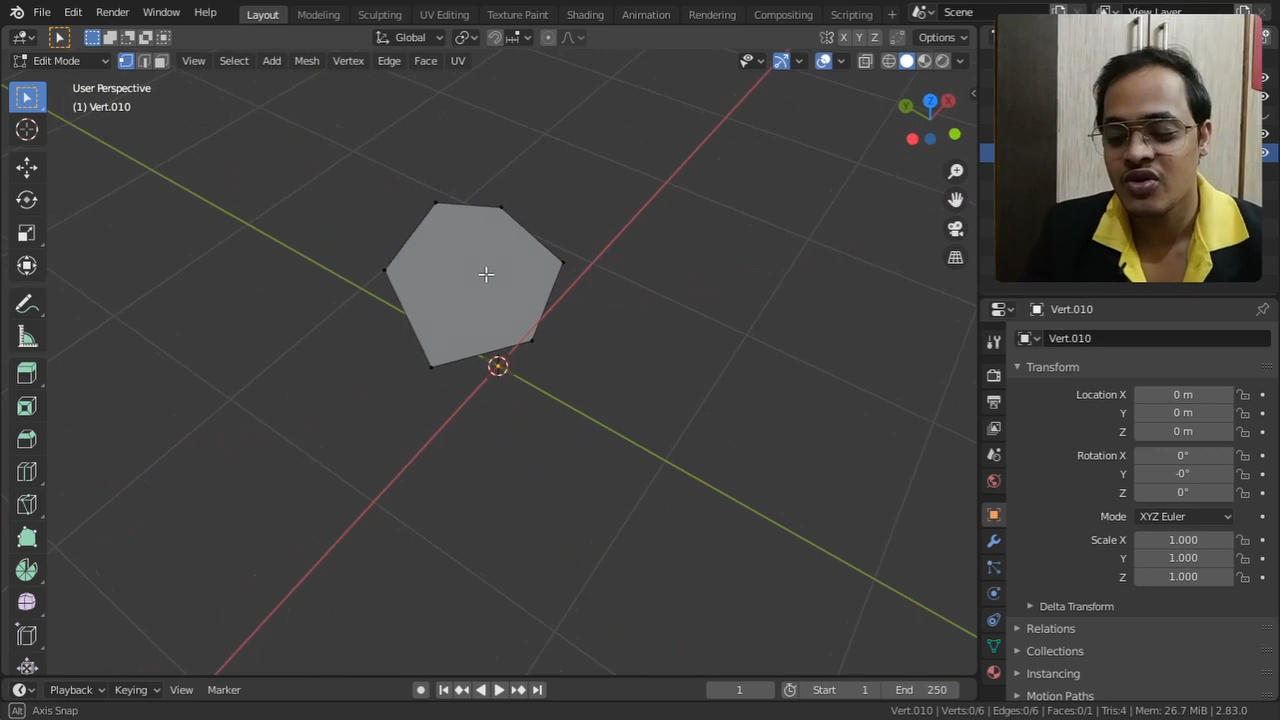 File Edit Render Window Help Layout Modeling Sculpting UV Editing Texture Paint Shading Animation Rendering Compositing Scripting + Scene View Layer
Global X Y Z Options
Edit Mode View Select Add Mesh Vertex Edge Face UV
User Perspective
(1) Vert.010
Z
Y X
Vert.010
Vert.010
Transform
Location X 0 m
Y 0 m
Z 0 m
Rotation X 0°
Y -0°
Z 0°
Mode XYZ Euler
Scale X 1.000
Y 1.000
Z 1.000
Delta Transform
Relations
Collections
Instancing
Motion Paths
Playback Keying View Marker 1 Start 1 End 250
Alt Axis Snap Vert.010 | Verts:0/6 | Edges:0/6 | Faces:0/1 | Tris:4 | Mem: 26.7 MiB | 2.83.0